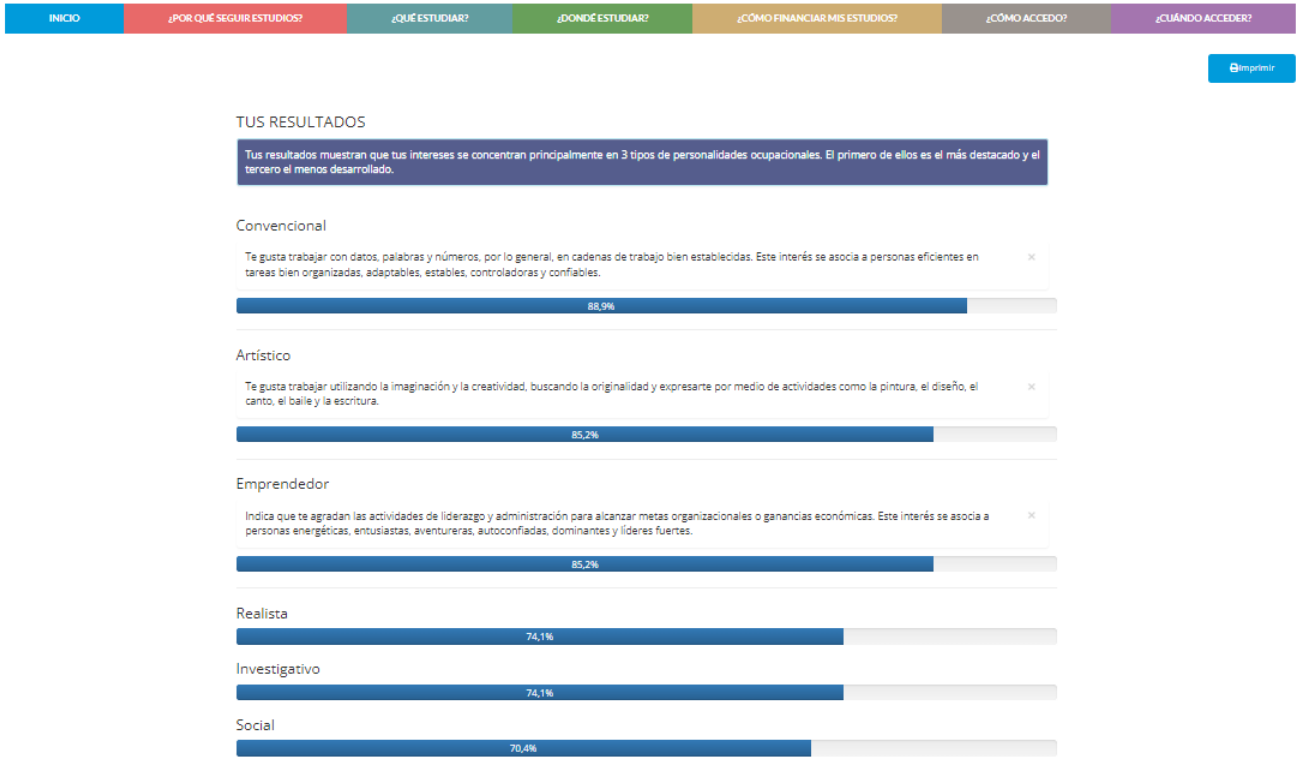 INICIO
¿POR QUÉ SEGUIR ESTUDIOS?
¿QUÉ ESTUDIAR?
¿DONDÉ ESTUDIAR?
¿CÓMO FINANCIAR MIS ESTUDIOS?
¿CÓMO ACCEDO?
¿CUÁNDO ACCEDER?
Imprimir
TUS RESULTADOS
Tus resultados muestran que tus intereses se concentran principalmente en 3 tipos de personalidades ocupacionales. El primero de ellos es el más destacado y el
tercero el menos desarrollado.
Convencional
Te gusta trabajar con datos, palabras y números, por lo general, en cadenas de trabajo bien establecidas. Este interés se asocia a personas eficientes en
tareas bien organizadas, adaptables, estables, controladoras y confiables.
88,9%
Artístico
Te gusta trabajar utilizando la imaginación y la creatividad, buscando la originalidad y expresarte por medio de actividades como la pintura, el diseño, el
canto, el baile y la escritura.
85,2%
Emprendedor
Indica que te agradan las actividades de liderazgo y administración para alcanzar metas organizacionales o ganancias económicas. Este interés se asocia a
personas energéticas, entusiastas, aventureras, autoconfiadas, dominantes y líderes fuertes.
85,2%
Realista
74,1%
Investigativo
74,1%
Social
70,4%